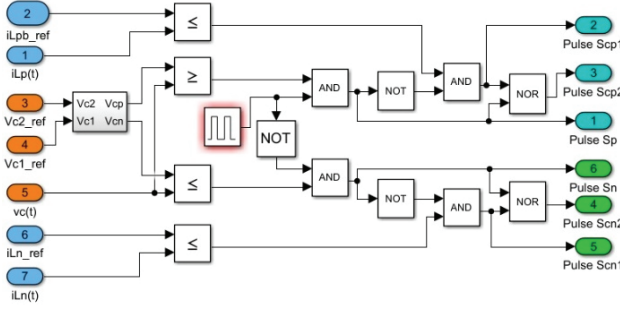 2
iLpb_ref
1
iLp(t)
3
Vc2_ref
4
Vc1_ref
5
vc(t)
6
iLn_ref
7
iLn(t)
Vc2 Vcp
Vc1 Vcn
≤
≥
≤
≤
NOT
AND
AND
NOT
NOT
AND
AND
NOR
NOR
2
Pulse Scp1
3
Pulse Scp2
1
Pulse Sp
6
Pulse Sn
4
Pulse Scn2
5
Pulse Scn1